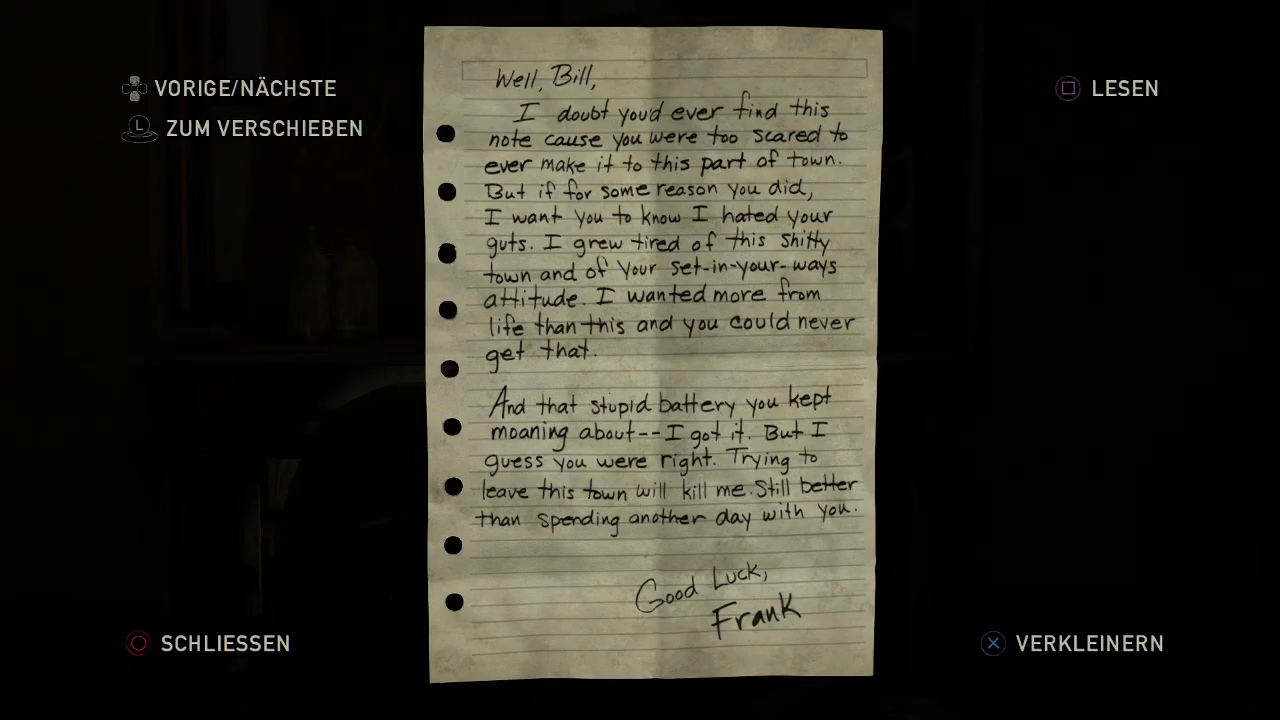 VORIGE/NÄCHSTE
L ZUM VERSCHIEBEN
LESEN
Well, Bill,
I doubt you'd ever find this
note cause you were too scared to
ever make it to this part of town.
But if for some reason you did,
I want you to know I hated your
guts. I grew tired of this shitty
town and of your set-in-your-ways
attitude. I wanted more from
life than this and you could never
get that.
And that stupid battery you kept
moaning about--I got it. But I
guess you were right. Trying to
leave this town will kill me. Still better
than spending another day with you.
Good Luck,
Frank
SCHLIESSEN
VERKLEINERN